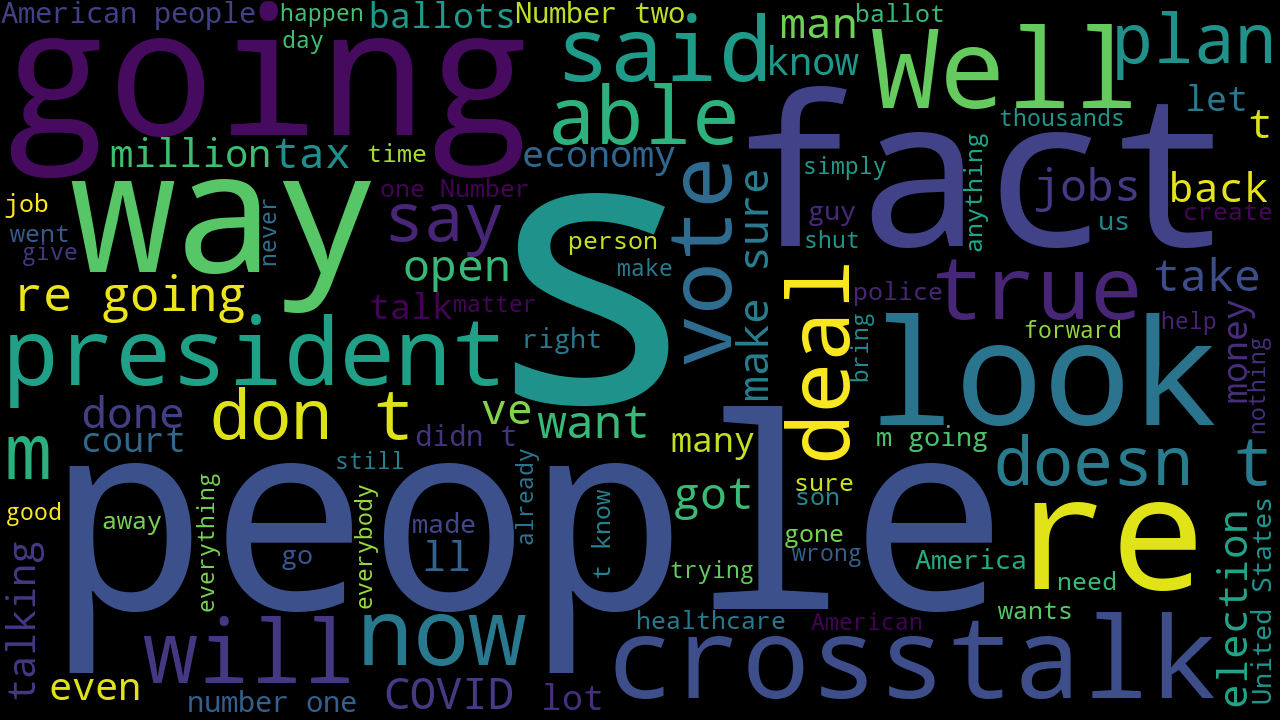 American people
happen
ballots
Number two
man
ballot
going
day
said
know
Well
plan
able
let
thousands
t
million
tax
time
economy
fact
simply
anything
jobs
back
way
job
went
give
never
one Number
say
s
person
make
vote
make sure
guy
shut
us
create
open
re going
talk
matter
deal
police
true
take
president
right
bring
look
forward
help
money
nothing
done
court
don t
didn t
ve
want
many
m going
doesn t
m
still
already
got
sure
son
good
away
everything
people
everybody
made
go
ll
t know
trying
gone
wrong
America
need
re
election
United States
talking
will
now
healthcare
American
wants
crosstalk
even
number one
COVID
lot